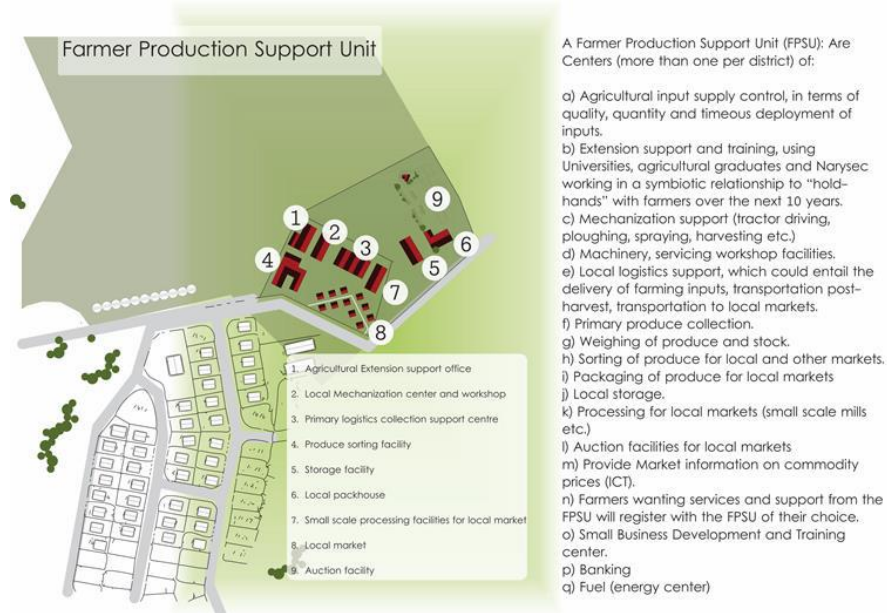 Farmer Production Support Unit
1
2
3
4
5
6
7
8
9
1. Agricultural Extension support office
2. Local Mechanization center and workshop
3. Primary logistics collection support centre
4. Produce sorting facility
5. Storage facility
6. Local packhouse
7. Small scale processing facilities for local market
8. Local market
9. Auction facility
A Farmer Production Support Unit (FPSU): Are
Centers (more than one per district) of:
a) Agricultural input supply control, in terms of
quality, quantity and timeous deployment of
inputs.
b) Extension support and training, using
Universities, agricultural graduates and Narysec
working in a symbiotic relationship to “hold-
hands” with farmers over the next 10 years.
c) Mechanization support (tractor driving,
ploughing, spraying, harvesting etc.)
d) Machinery, servicing workshop facilities.
e) Local logistics support, which could entail the
delivery of farming inputs, transportation post-
harvest, transportation to local markets.
f) Primary produce collection.
g) Weighing of produce and stock.
h) Sorting of produce for local and other markets.
i) Packaging of produce for local markets
j) Local storage.
k) Processing for local markets (small scale mills
etc.)
l) Auction facilities for local markets
m) Provide Market information on commodity
prices (ICT).
n) Farmers wanting services and support from the
FPSU will register with the FPSU of their choice.
o) Small Business Development and Training
center.
p) Banking
q) Fuel (energy center)